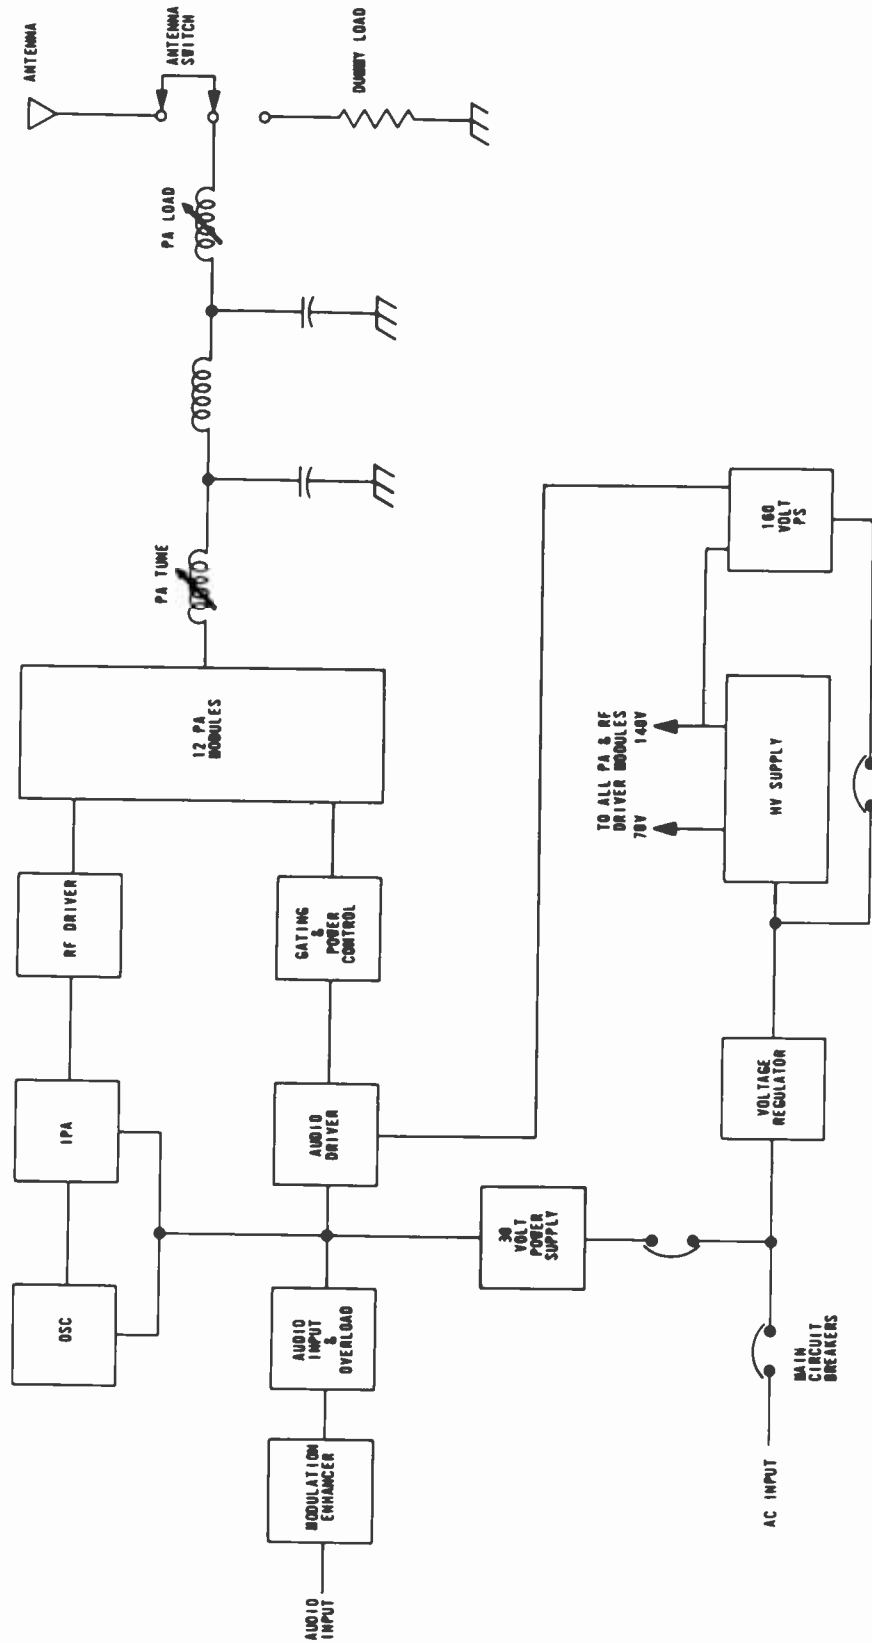 OSC
IPA
RF DRIVER
12 PA
MODULES
PA TUNE
PA LOAD
ANTENNA
ANTENNA
SWITCH
DUMMY LOAD
AUDIO
INPUT
MODULATION
ENHANCER
AUDIO
INPUT
&
OVERLOAD
AUDIO
DRIVER
GATING
&
POWER
CONTROL
30
VOLT
POWER
SUPPLY
TO ALL PA & RF
DRIVER MODULES
70V
140V
AC INPUT
MAIN
CIRCUIT
BREAKERS
VOLTAGE
REGULATOR
HV SUPPLY
160
VOLT
PS